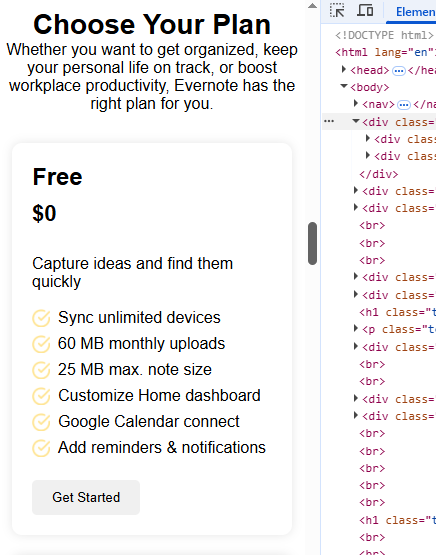 Choose Your Plan
Whether you want to get organized, keep
your personal life on track, or boost
workplace productivity, Evernote has the
right plan for you.
Free
$0
Capture ideas and find them
quickly
Sync unlimited devices
60 MB monthly uploads
25 MB max. note size
Customize Home dashboard
Google Calendar connect
Add reminders & notifications
Get Started
Elemen
<!DOCTYPE html>
<html lang="en"
<head> ⋯ </head>
<body>
<nav> ⋯ </na
<div class=
<div class
<div class
</div>
<div class=
<div class=
<br>
<br>
<br>
<div class=
<div class=
<h1 class="t
<p class="te
<div class=
<br>
<br>
<div class=
<div class=
<br>
<br>
<br>
<br>
<h1 class="t
<br>
<br>